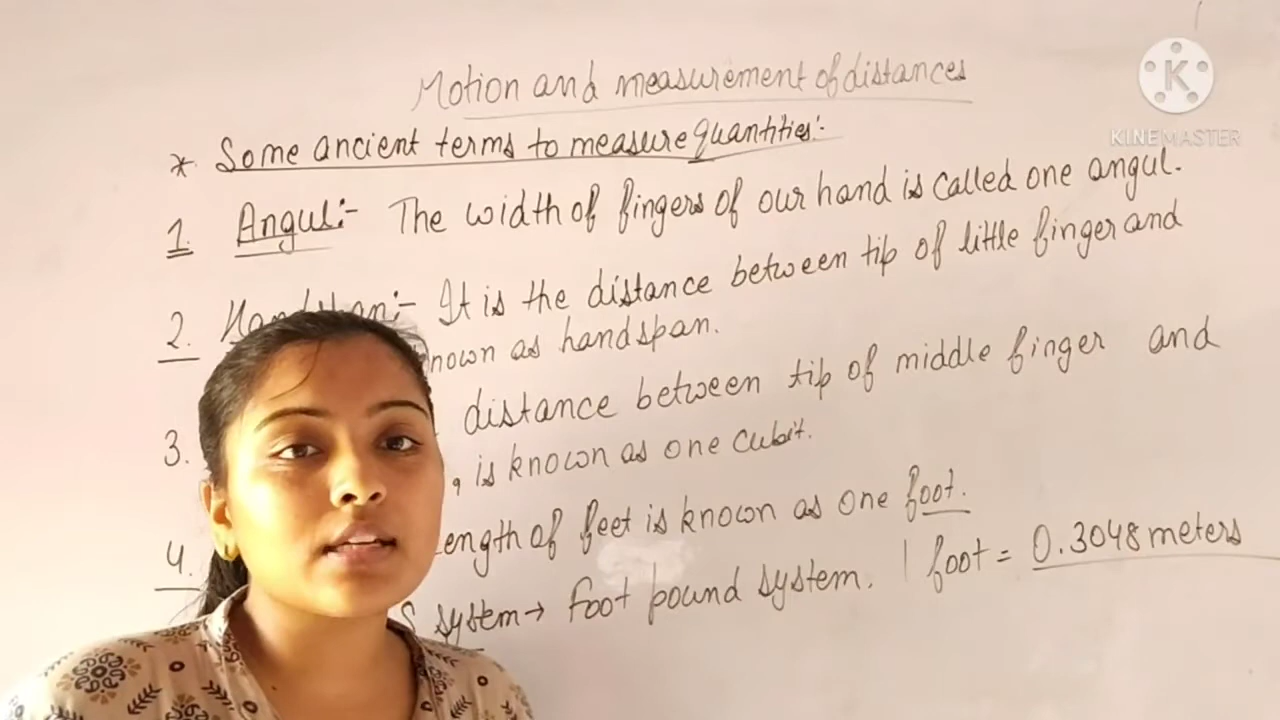 Motion and measurement of distances
* Some ancient terms to measure quantities:-
1. Angul:- The width of fingers of our hand is called one angul.
2. :- It is the distance between tip of little finger and
nown as handspan.
3. distance between tip of middle finger and
, is known as one cubit.
4. Length of feet is known as one foot.
S system → Foot pound system. 1 foot = 0.3048 meters
K
KINEMASTER